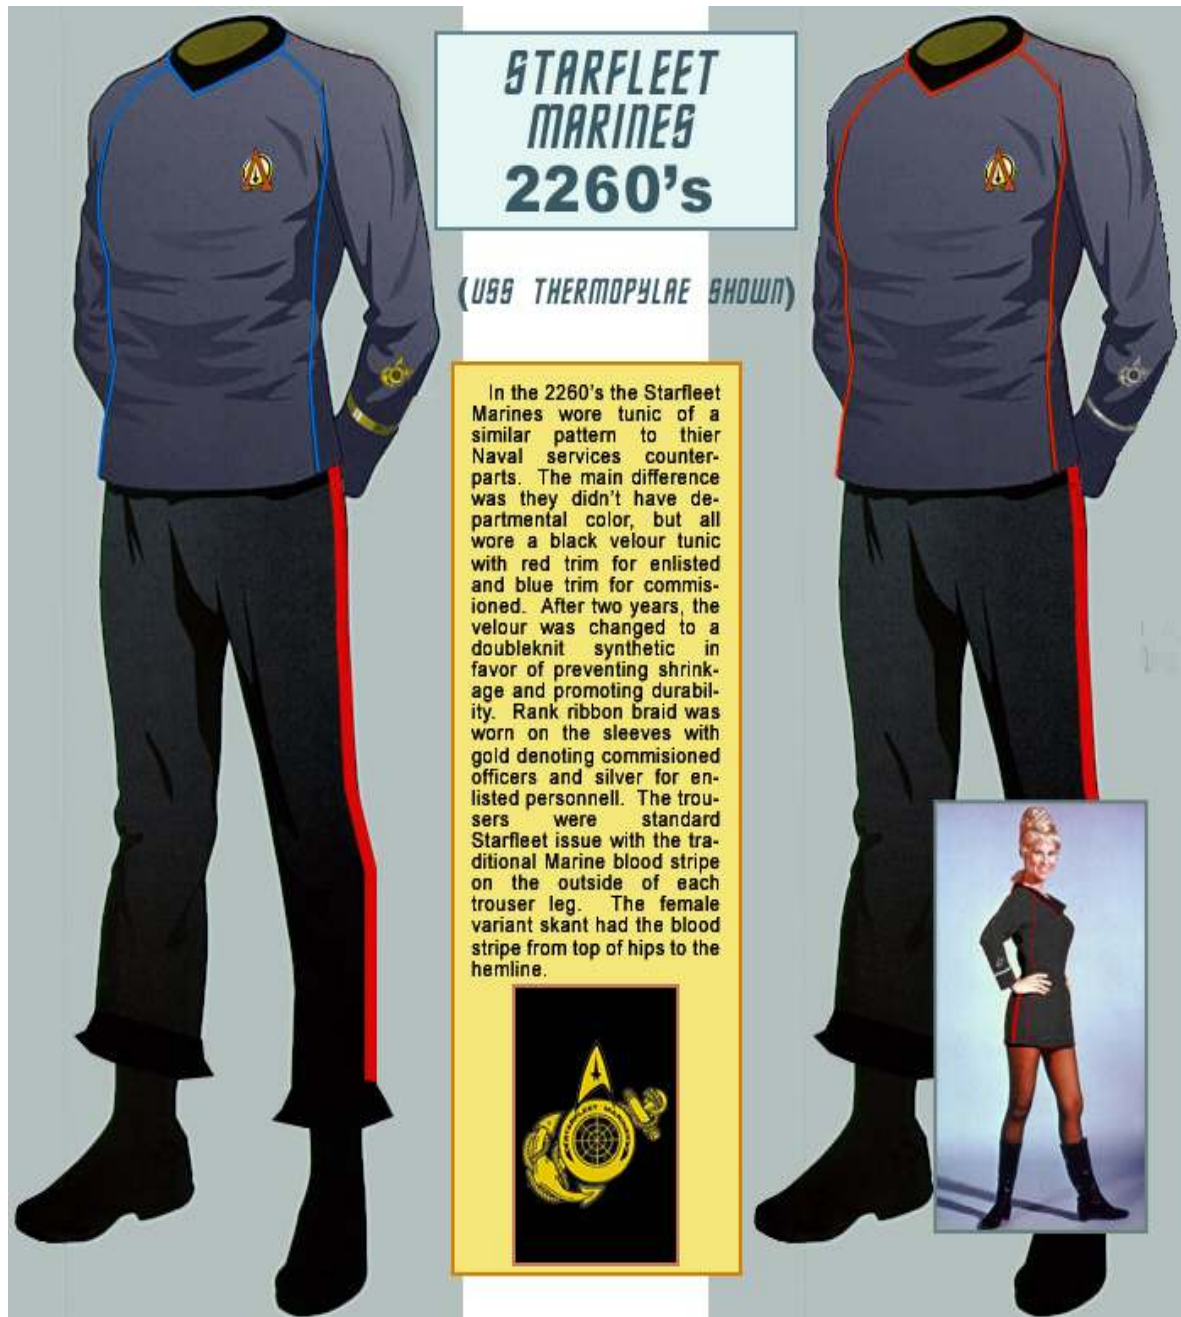 STARFLEET
MARINES
2260's
(USS THERMOPYLAE SHOWN)
In the 2260's the Starfleet
Marines wore tunic of a
similar pattern to thier
Naval services counter-
parts. The main difference
was they didn't have de-
partmental color, but all
wore a black velour tunic
with red trim for enlisted
and blue trim for commis-
ioned. After two years, the
velour was changed to a
doubleknit synthetic in
favor of preventing shrink-
age and promoting durabil-
ity. Rank ribbon braid was
worn on the sleeves with
gold denoting commisioned
officers and silver for en-
listed personnell. The trou-
sers were standard
Starfleet issue with the tra-
ditional Marine blood stripe
on the outside of each
trouser leg. The female
variant skant had the blood
stripe from top of hips to the
hemline.
STARFLEET MARINES